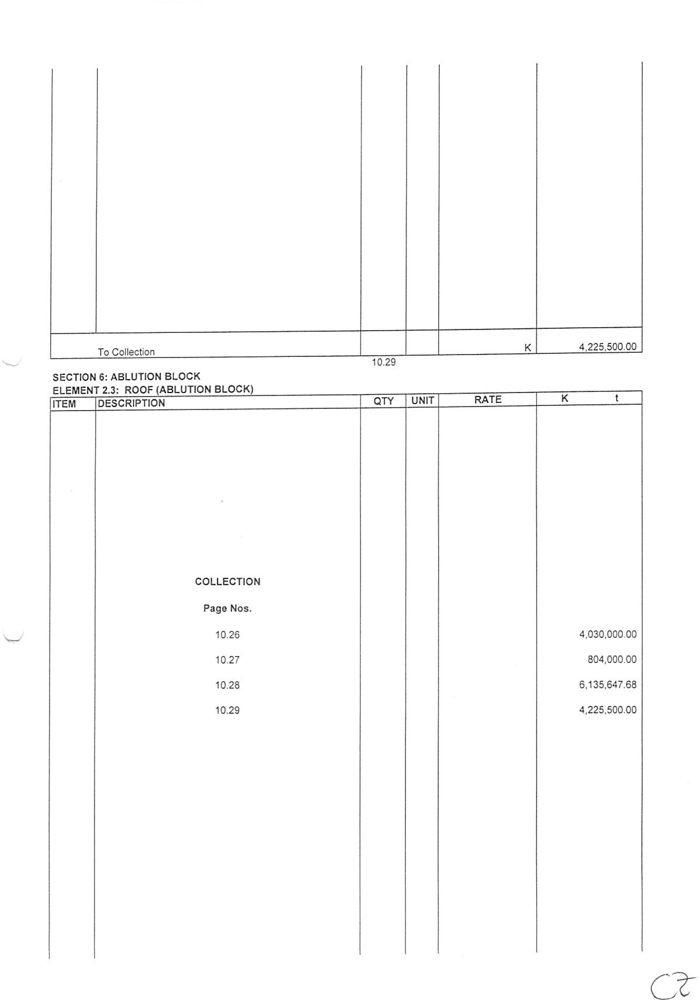 To Collection K 4,225,500.00
10.29
SECTION 6: ABLUTION BLOCK
ELEMENT 2.3: ROOF (ABLUTION BLOCK)
ITEM DESCRIPTION QTY UNIT RATE K t
COLLECTION
Page Nos.
10.26 4,030,000.00
10.27 804,000.00
10.28 6,135,647.68
10.29 4,225,500.00